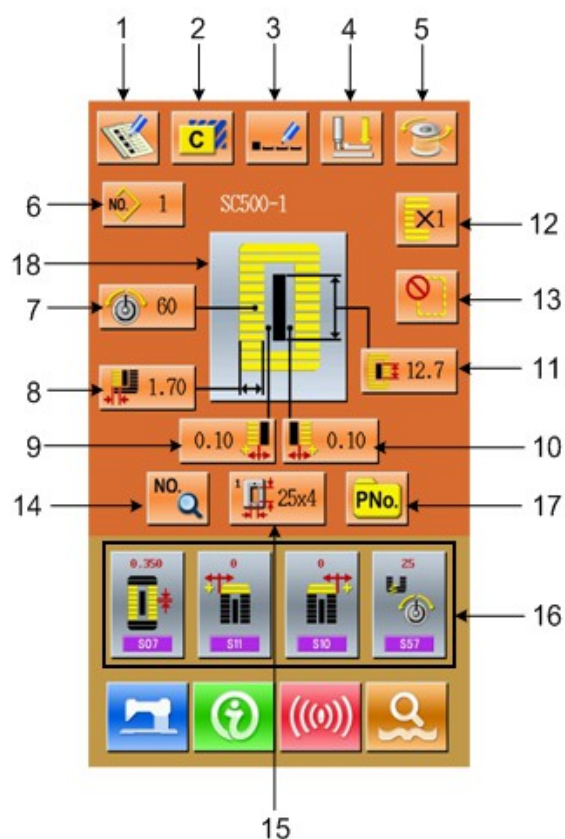 1 2 3 4 5
C
6 NO. 1 SC500-1 X1 12
18 13
7 60
8 1.70 12.7 11
9 0.10 0.10 10
14 NO. 1 25x4 PNo. 17
0.350 0 0 25
S07 S11 S10 S57 16
i
15